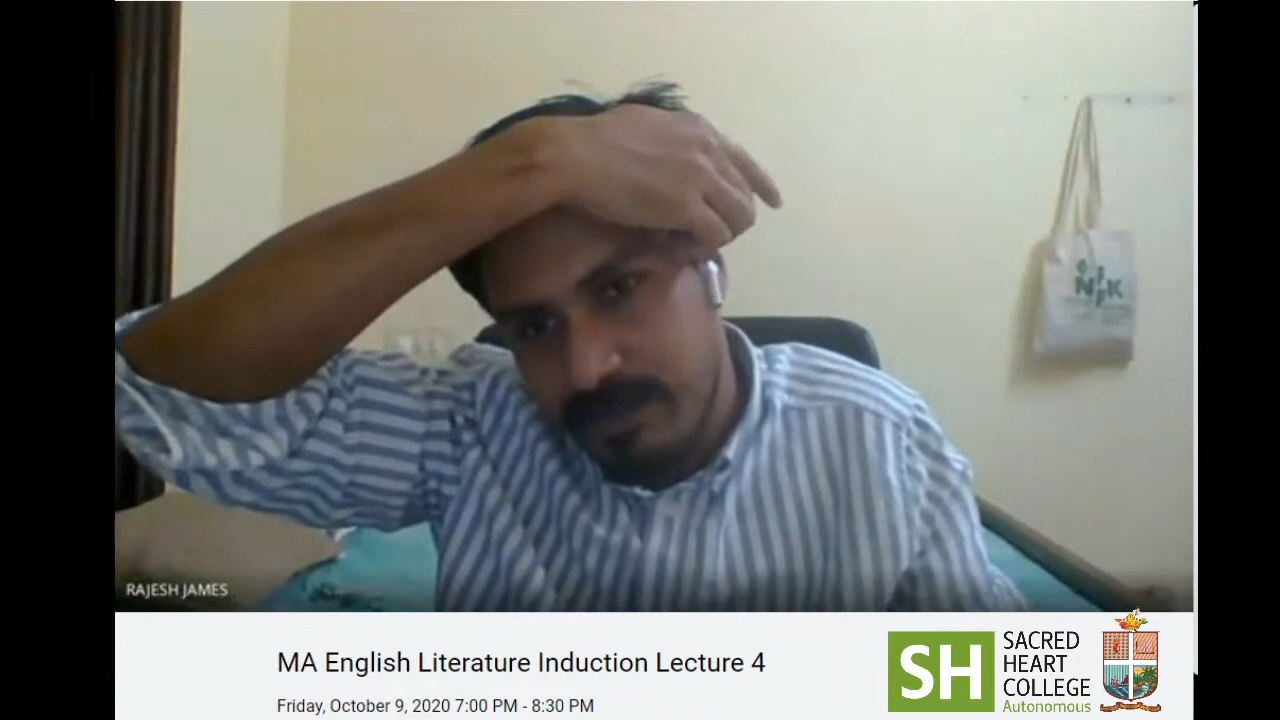 RAJESH JAMES
MA English Literature Induction Lecture 4
Friday, October 9, 2020 7:00 PM - 8:30 PM
SH
SACRED
HEART
COLLEGE
Autonomous